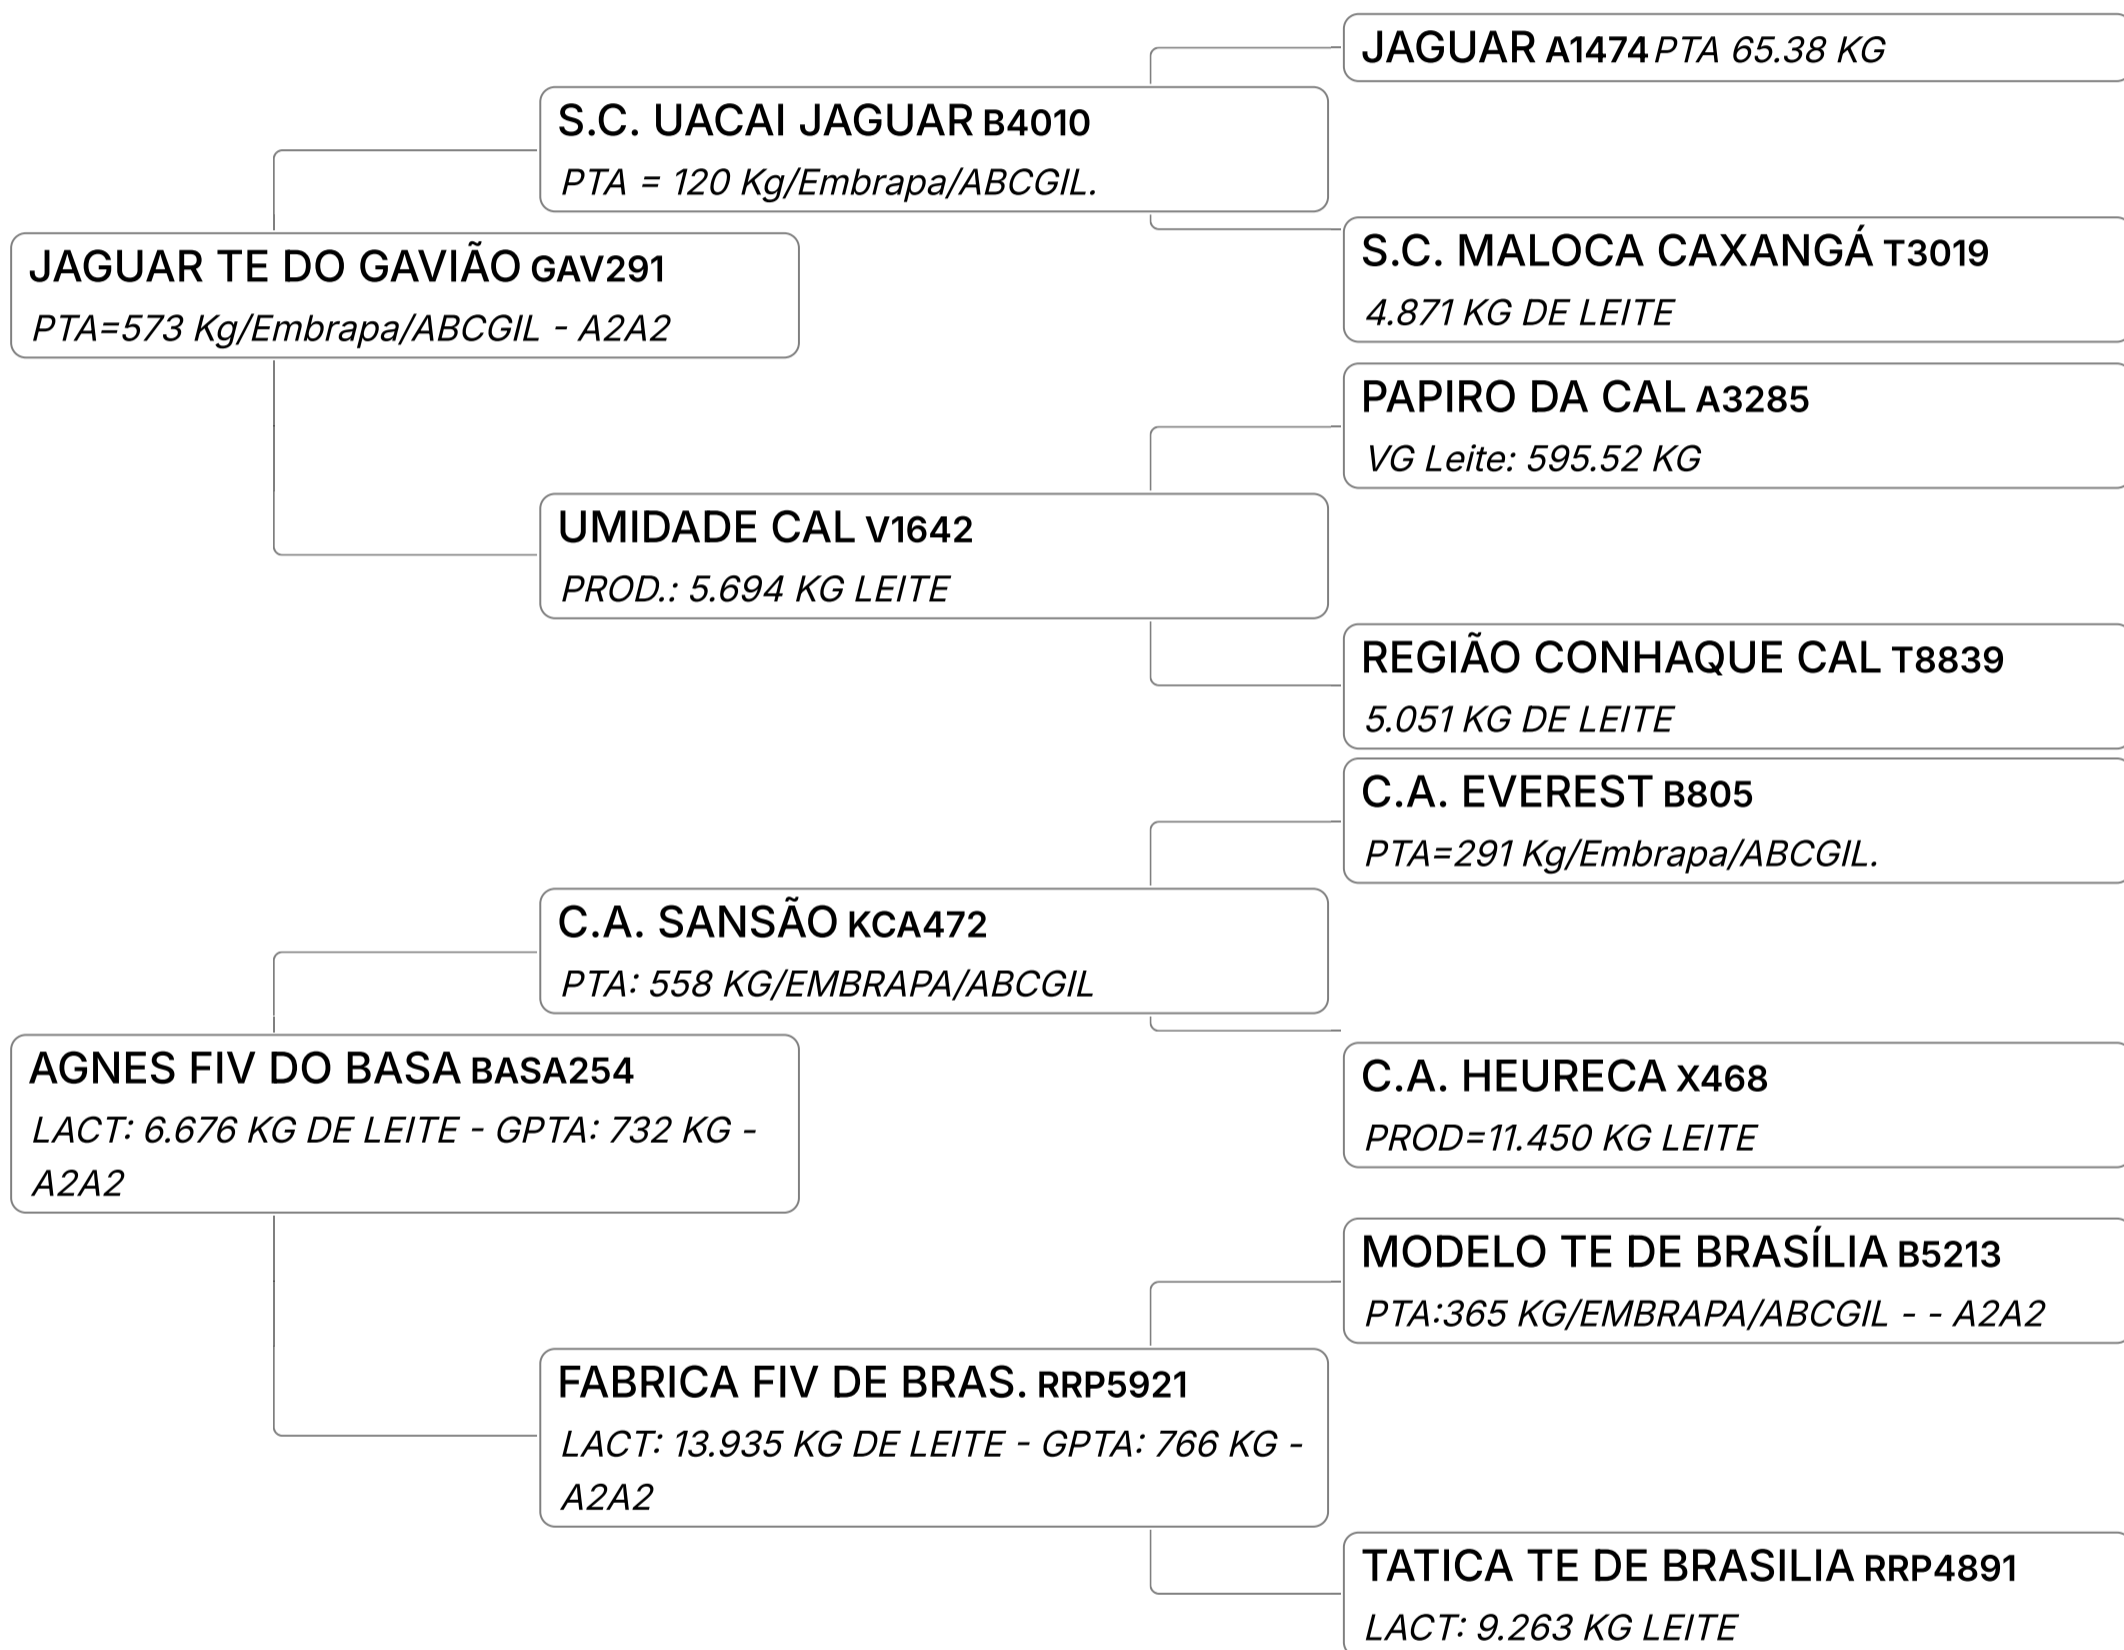 JAGUAR A1474 PTA 65.38 KG
S.C. UACAI JAGUAR B4010
PTA = 120 Kg/Embrapa/ABCGIL.
S.C. MALOCA CAXANGÁ T3019
4.871 KG DE LEITE
JAGUAR TE DO GAVIÃO GAV291
PTA=573 Kg/Embrapa/ABCGIL - A2A2
PAPIRO DA CAL A3285
VG Leite: 595.52 KG
UMIDADE CAL V1642
PROD.: 5.694 KG LEITE
REGIÃO CONHAQUE CAL T8839
5.051 KG DE LEITE
C.A. EVEREST B805
PTA=291 Kg/Embrapa/ABCGIL.
C.A. SANSÃO KCA472
PTA: 558 KG/EMBRAPA/ABCGIL
C.A. HEURECA X468
PROD=11.450 KG LEITE
AGNES FIV DO BASA BASA254
LACT: 6.676 KG DE LEITE - GPTA: 732 KG -
A2A2
MODELO TE DE BRASÍLIA B5213
PTA:365 KG/EMBRAPA/ABCGIL - - A2A2
FABRICA FIV DE BRAS. RRP5921
LACT: 13.935 KG DE LEITE - GPTA: 766 KG -
A2A2
TATICA TE DE BRASILIA RRP4891
LACT: 9.263 KG LEITE